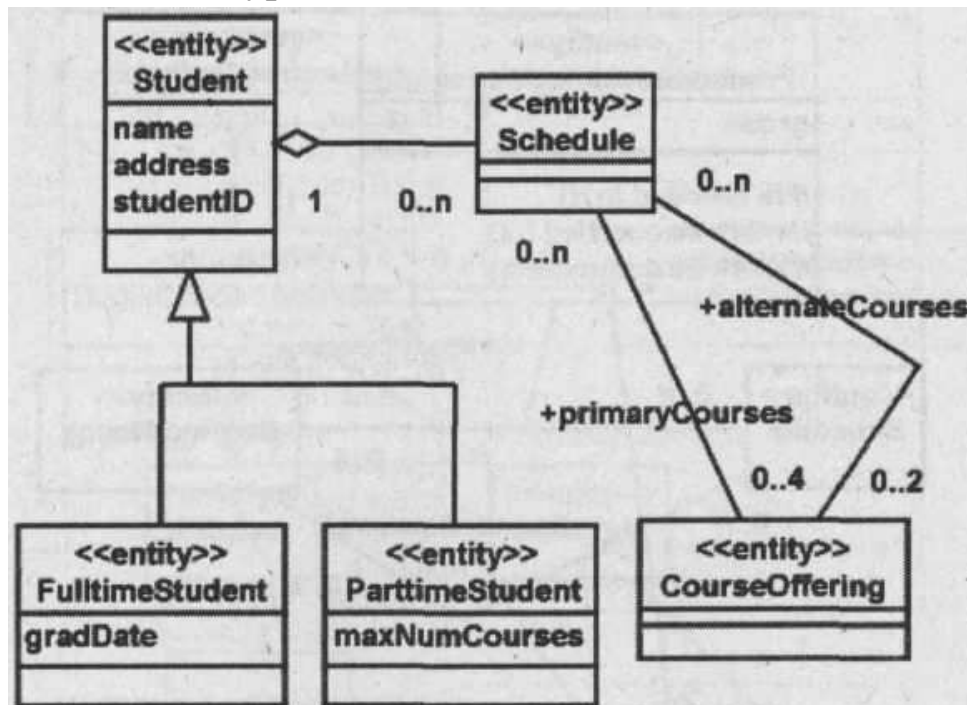 <<entity>>
Student
name
address
studentID
1
0..n
<<entity>>
Schedule
0..n
0..n
+alternateCourses
+primaryCourses
0..4
0..2
<<entity>>
FulltimeStudent
gradDate
<<entity>>
ParttimeStudent
maxNumCourses
<<entity>>
CourseOffering